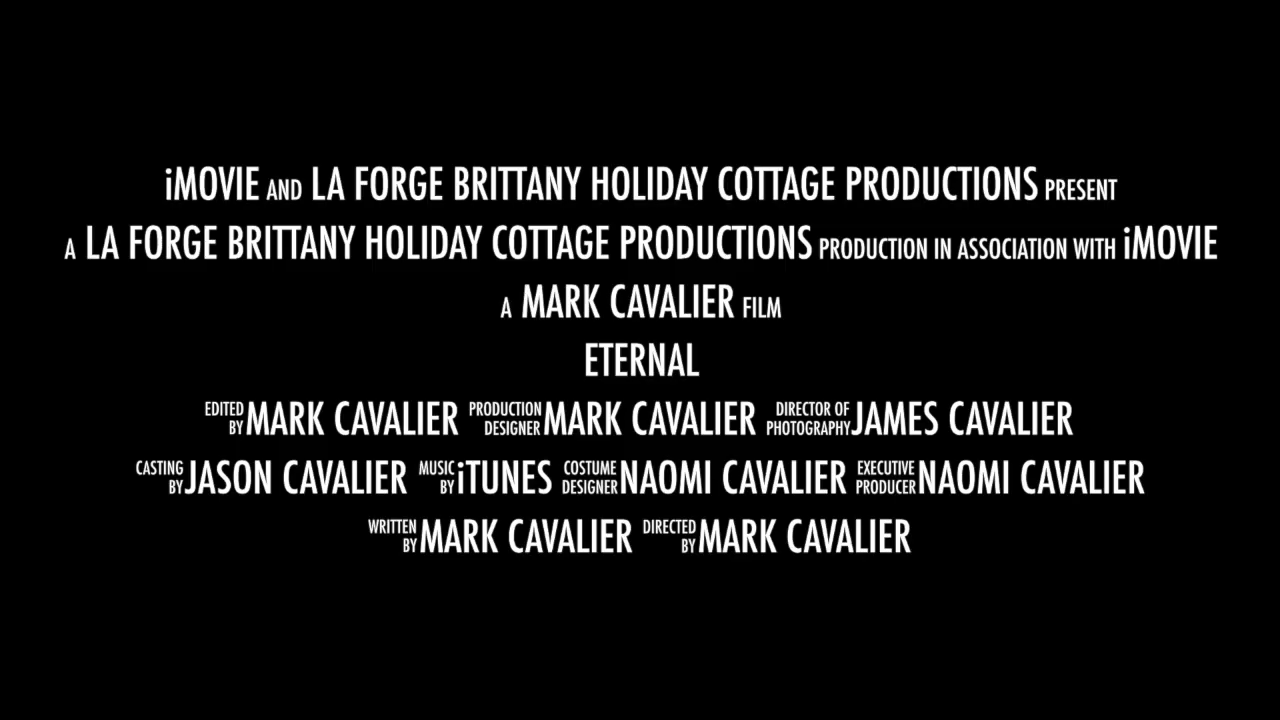 iMOVIE AND LA FORGE BRITTANY HOLIDAY COTTAGE PRODUCTIONS PRESENT
A LA FORGE BRITTANY HOLIDAY COTTAGE PRODUCTIONS PRODUCTION IN ASSOCIATION WITH iMOVIE
A MARK CAVALIER FILM
ETERNAL
EDITED BY MARK CAVALIER PRODUCTION DESIGNER MARK CAVALIER DIRECTOR OF PHOTOGRAPHY JAMES CAVALIER
CASTING BY JASON CAVALIER MUSIC BY iTUNES COSTUME DESIGNER NAOMI CAVALIER EXECUTIVE PRODUCER NAOMI CAVALIER
WRITTEN BY MARK CAVALIER DIRECTED BY MARK CAVALIER